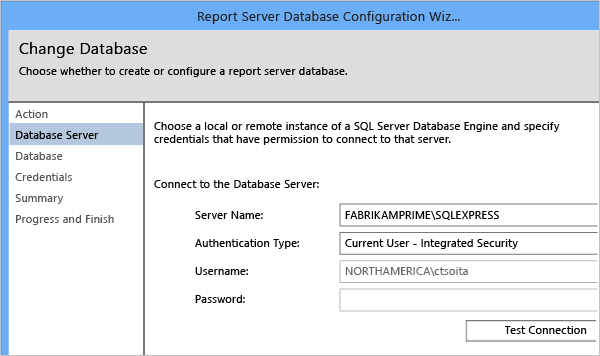 Report Server Database Configuration Wiz...
Change Database
Choose whether to create or configure a report server database.
Action
Database Server
Database
Credentials
Summary
Progress and Finish
Choose a local or remote instance of a SQL Server Database Engine and specify
credentials that have permission to connect to that server.
Connect to the Database Server:
Server Name: FABRIKAMPRIME\SQLEXPRESS
Authentication Type: Current User - Integrated Security
Username: NORTHAMERICA\ctsoita
Password:
Test Connection